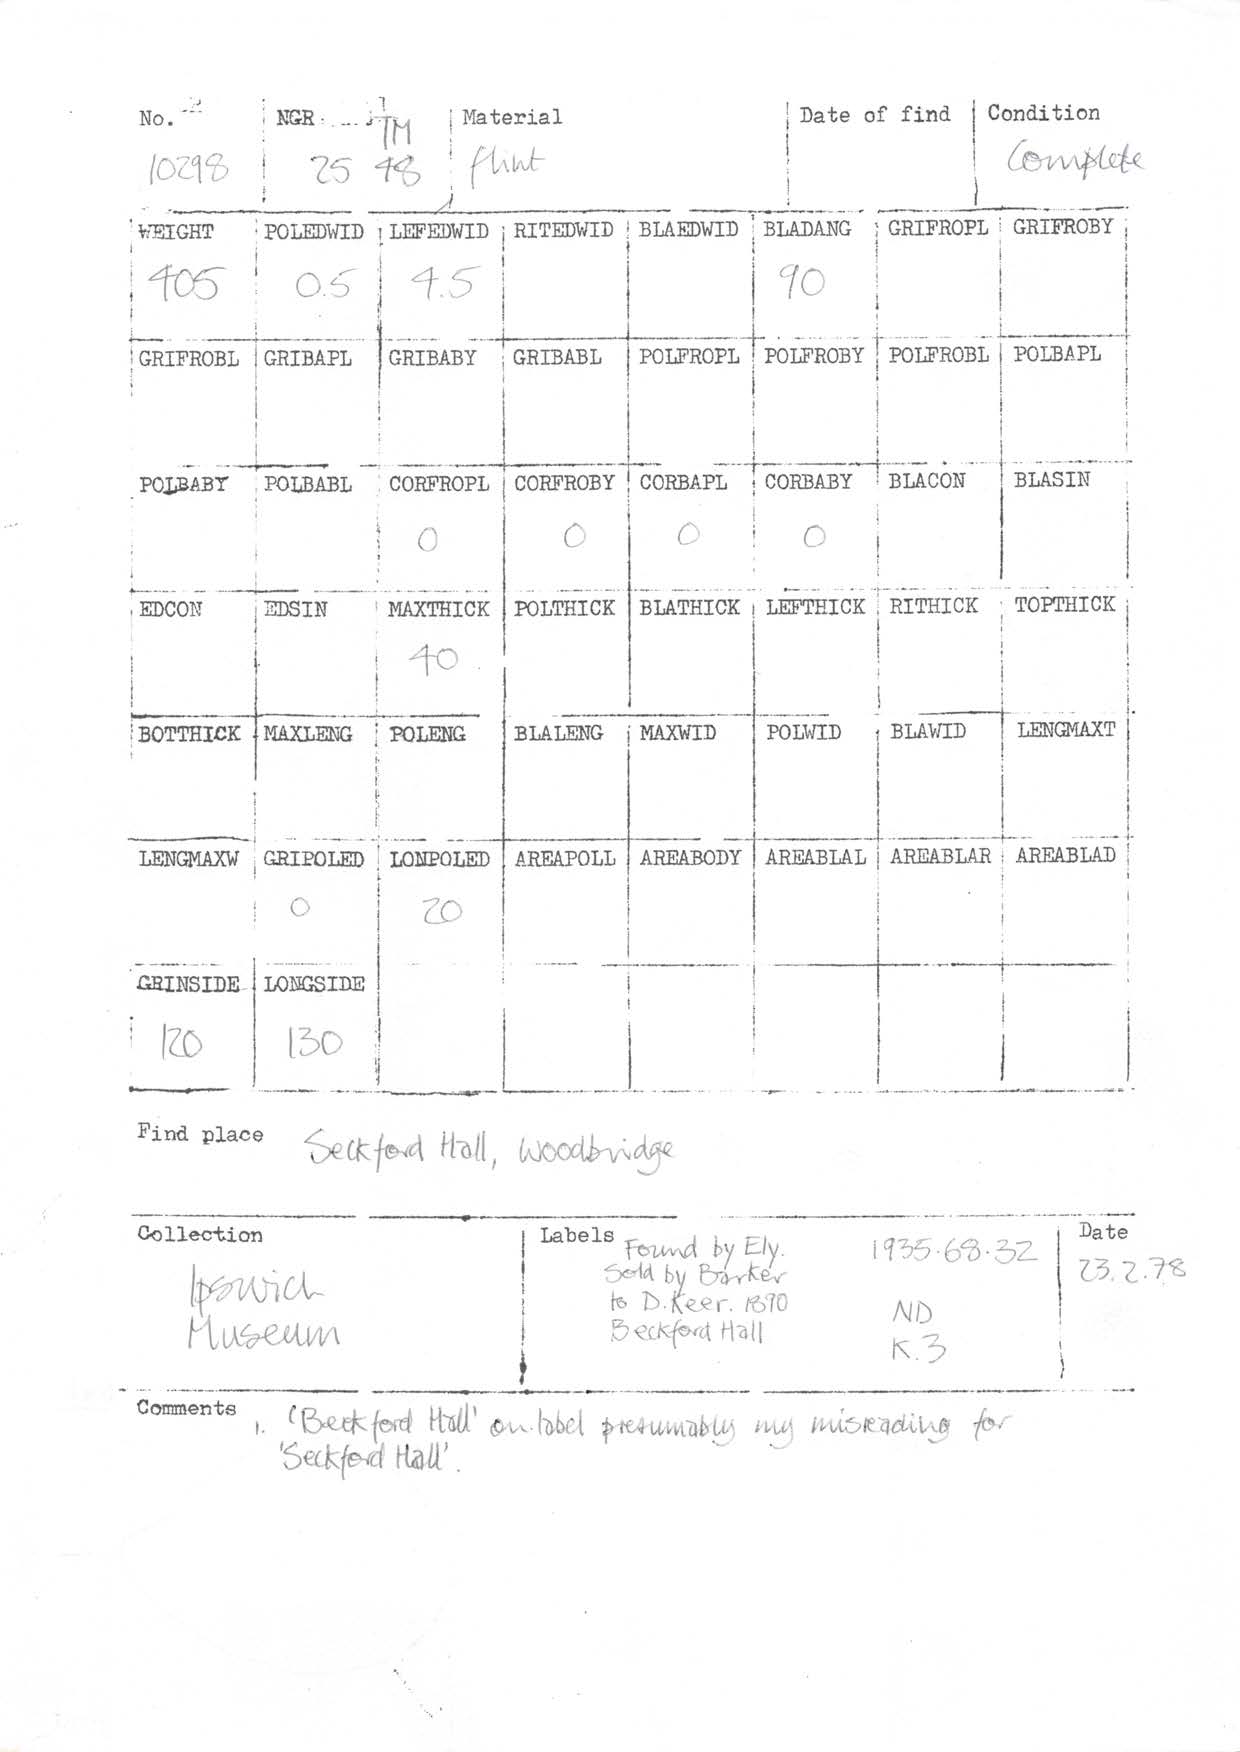 No. NGR TM Material Date of find Condition
10298 25 48 flint Complete
WEIGHT POLEDWID LEFEDWID RITEDWID BLAEDWID BLADANG GRIFROPL GRIFROBY
405 0.5 4.5 90
GRIFROBL GRIBAPL GRIBABY GRIBABL POLFROPL POLFROBY POLFROBL POLBAPL
POLBABY POLBABL CORFROPL CORFROBY CORBAPL CORBABY BLACON BLASIN
0 0 0 0
EDCON EDSIN MAXTHICK POLTHICK BLATHICK LEFTHICK RITHICK TOPTHICK
40
BOTTHICK MAXLENG POLENG BLALENG MAXWID POLWID BLAWID LENGMAXT
LENGMAXW GRIPOLED LONPOLED AREAPOLL AREABODY AREABLAL AREABLAR AREABLAD
0 20
GRINSIDE LONGSIDE
120 130
Find place Seckford Hall, Woodbridge
Collection Labels Date
Ipswich
Museum
Found by Ely. 1935.68.32 23.2.78
Sold by Barker
to D. Keer. 1890 ND
Beckford Hall K.3
Comments 1. 'Beckford Hall' on label presumably my misreading for
'Seckford Hall'.